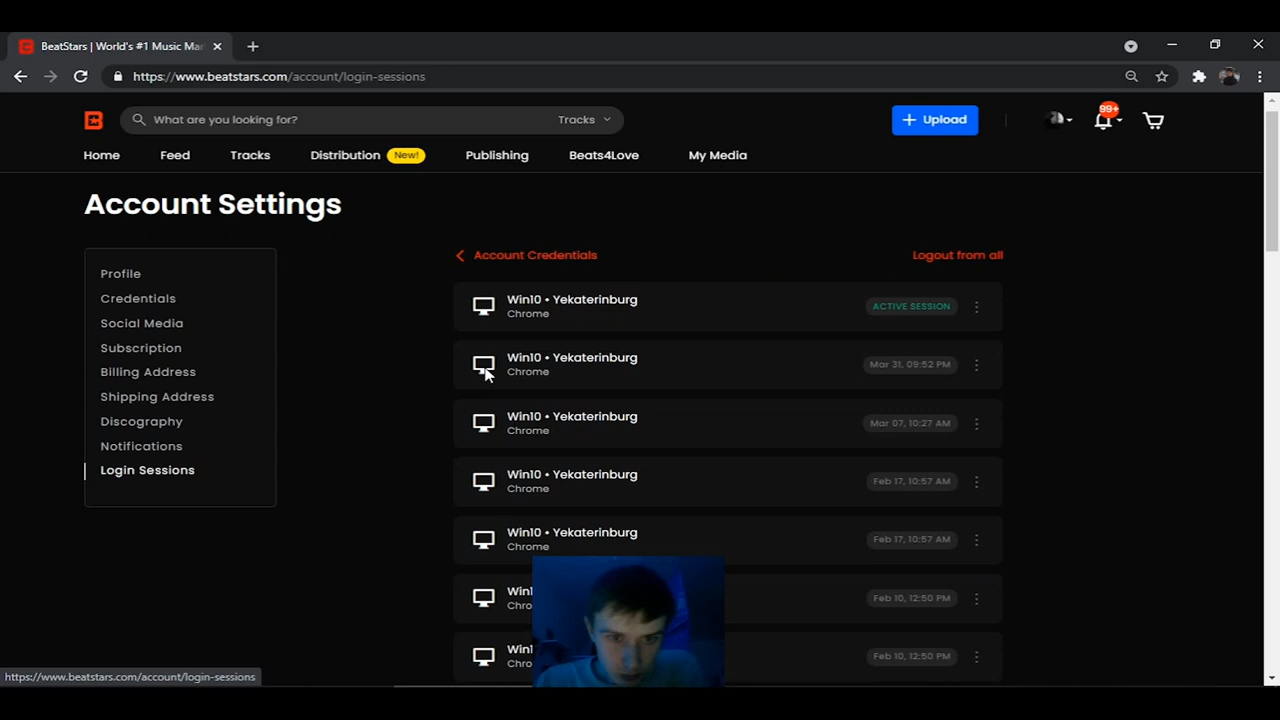 BeatStars | World's #1 Music Mar
https://www.beatstars.com/account/login-sessions
What are you looking for?
Tracks
+ Upload
99+
Home
Feed
Tracks
Distribution
New!
Publishing
Beats4Love
My Media
Account Settings
Profile
Credentials
Social Media
Subscription
Billing Address
Shipping Address
Discography
Notifications
Login Sessions
Account Credentials
Logout from all
Win10 • Yekaterinburg
Chrome
ACTIVE SESSION
Win10 • Yekaterinburg
Chrome
Mar 31, 09:52 PM
Win10 • Yekaterinburg
Chrome
Mar 07, 10:27 AM
Win10 • Yekaterinburg
Chrome
Feb 17, 10:57 AM
Win10 • Yekaterinburg
Chrome
Feb 17, 10:57 AM
Win1
Chro
Feb 10, 12:50 PM
Win1
Chro
Feb 10, 12:50 PM
https://www.beatstars.com/account/login-sessions